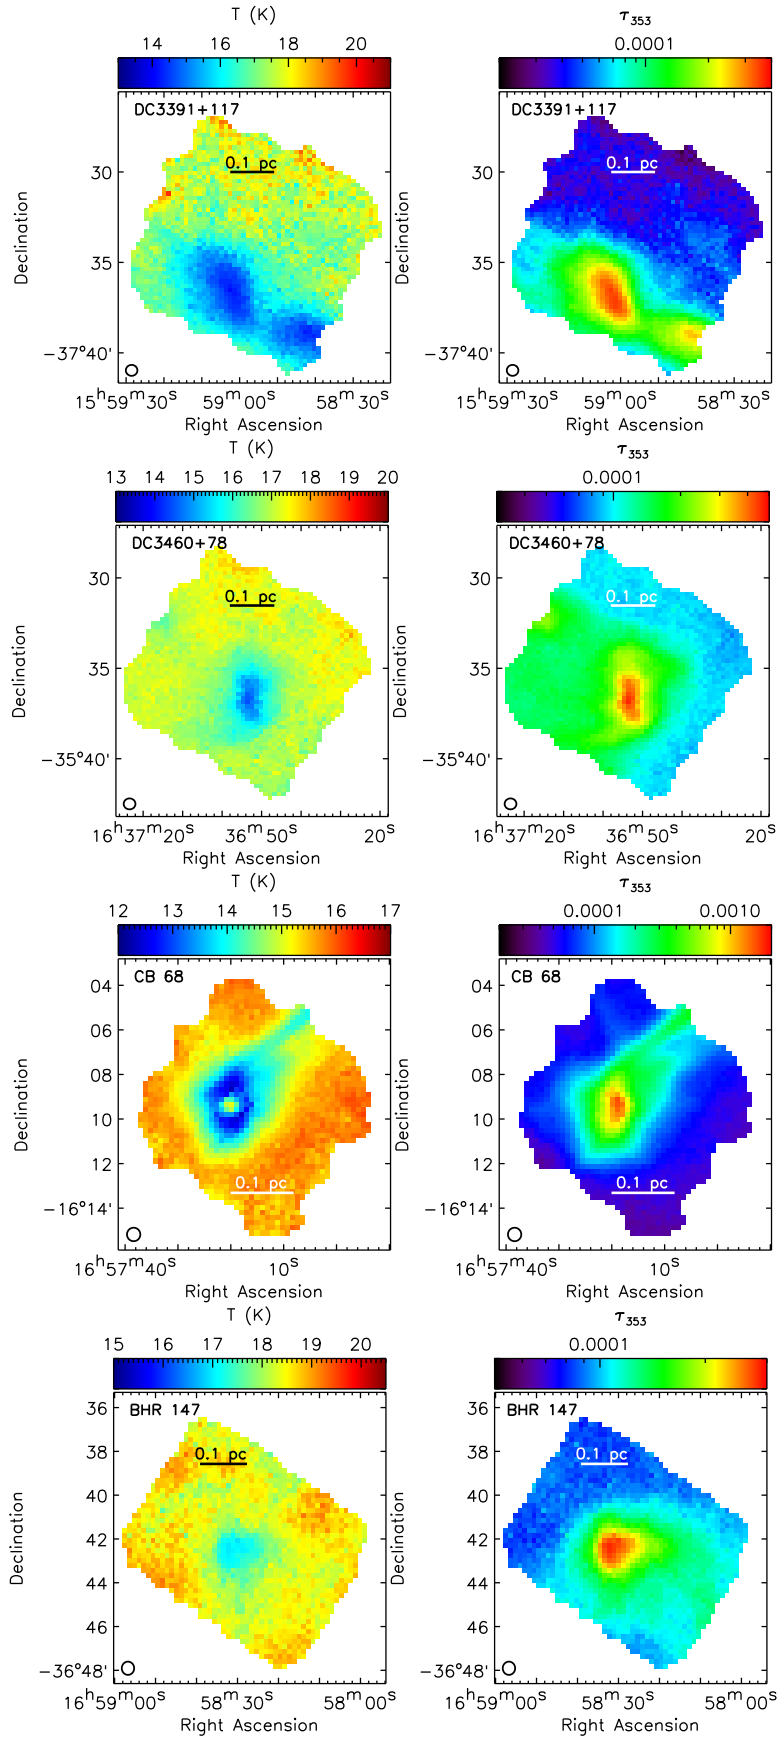 T (K)
τ353
14 16 18 20
0.0001
DC3391+117
DC3391+117
0.1 pc
0.1 pc
30
30
35
35
−37°40'
−37°40'
Declination
Declination
15h59m30s 59m00s 58m30s
15h59m30s 59m00s 58m30s
Right Ascension
Right Ascension
T (K)
τ353
13 14 15 16 17 18 19 20
0.0001
DC3460+78
DC3460+78
0.1 pc
0.1 pc
30
30
35
35
−35°40'
−35°40'
Declination
Declination
16h37m20s 36m50s 20s
16h37m20s 36m50s 20s
Right Ascension
Right Ascension
T (K)
τ353
12 13 14 15 16 17
0.0001 0.0010
CB 68
CB 68
04
04
06
06
08
08
10
10
12
12
−16°14'
−16°14'
0.1 pc
0.1 pc
Declination
Declination
16h57m40s 10s
16h57m40s 10s
Right Ascension
Right Ascension
T (K)
τ353
15 16 17 18 19 20
0.0001
BHR 147
BHR 147
0.1 pc
0.1 pc
36
36
38
38
40
40
42
42
44
44
46
46
−36°48'
−36°48'
Declination
Declination
16h59m00s 58m30s 58m00s
16h59m00s 58m30s 58m00s
Right Ascension
Right Ascension